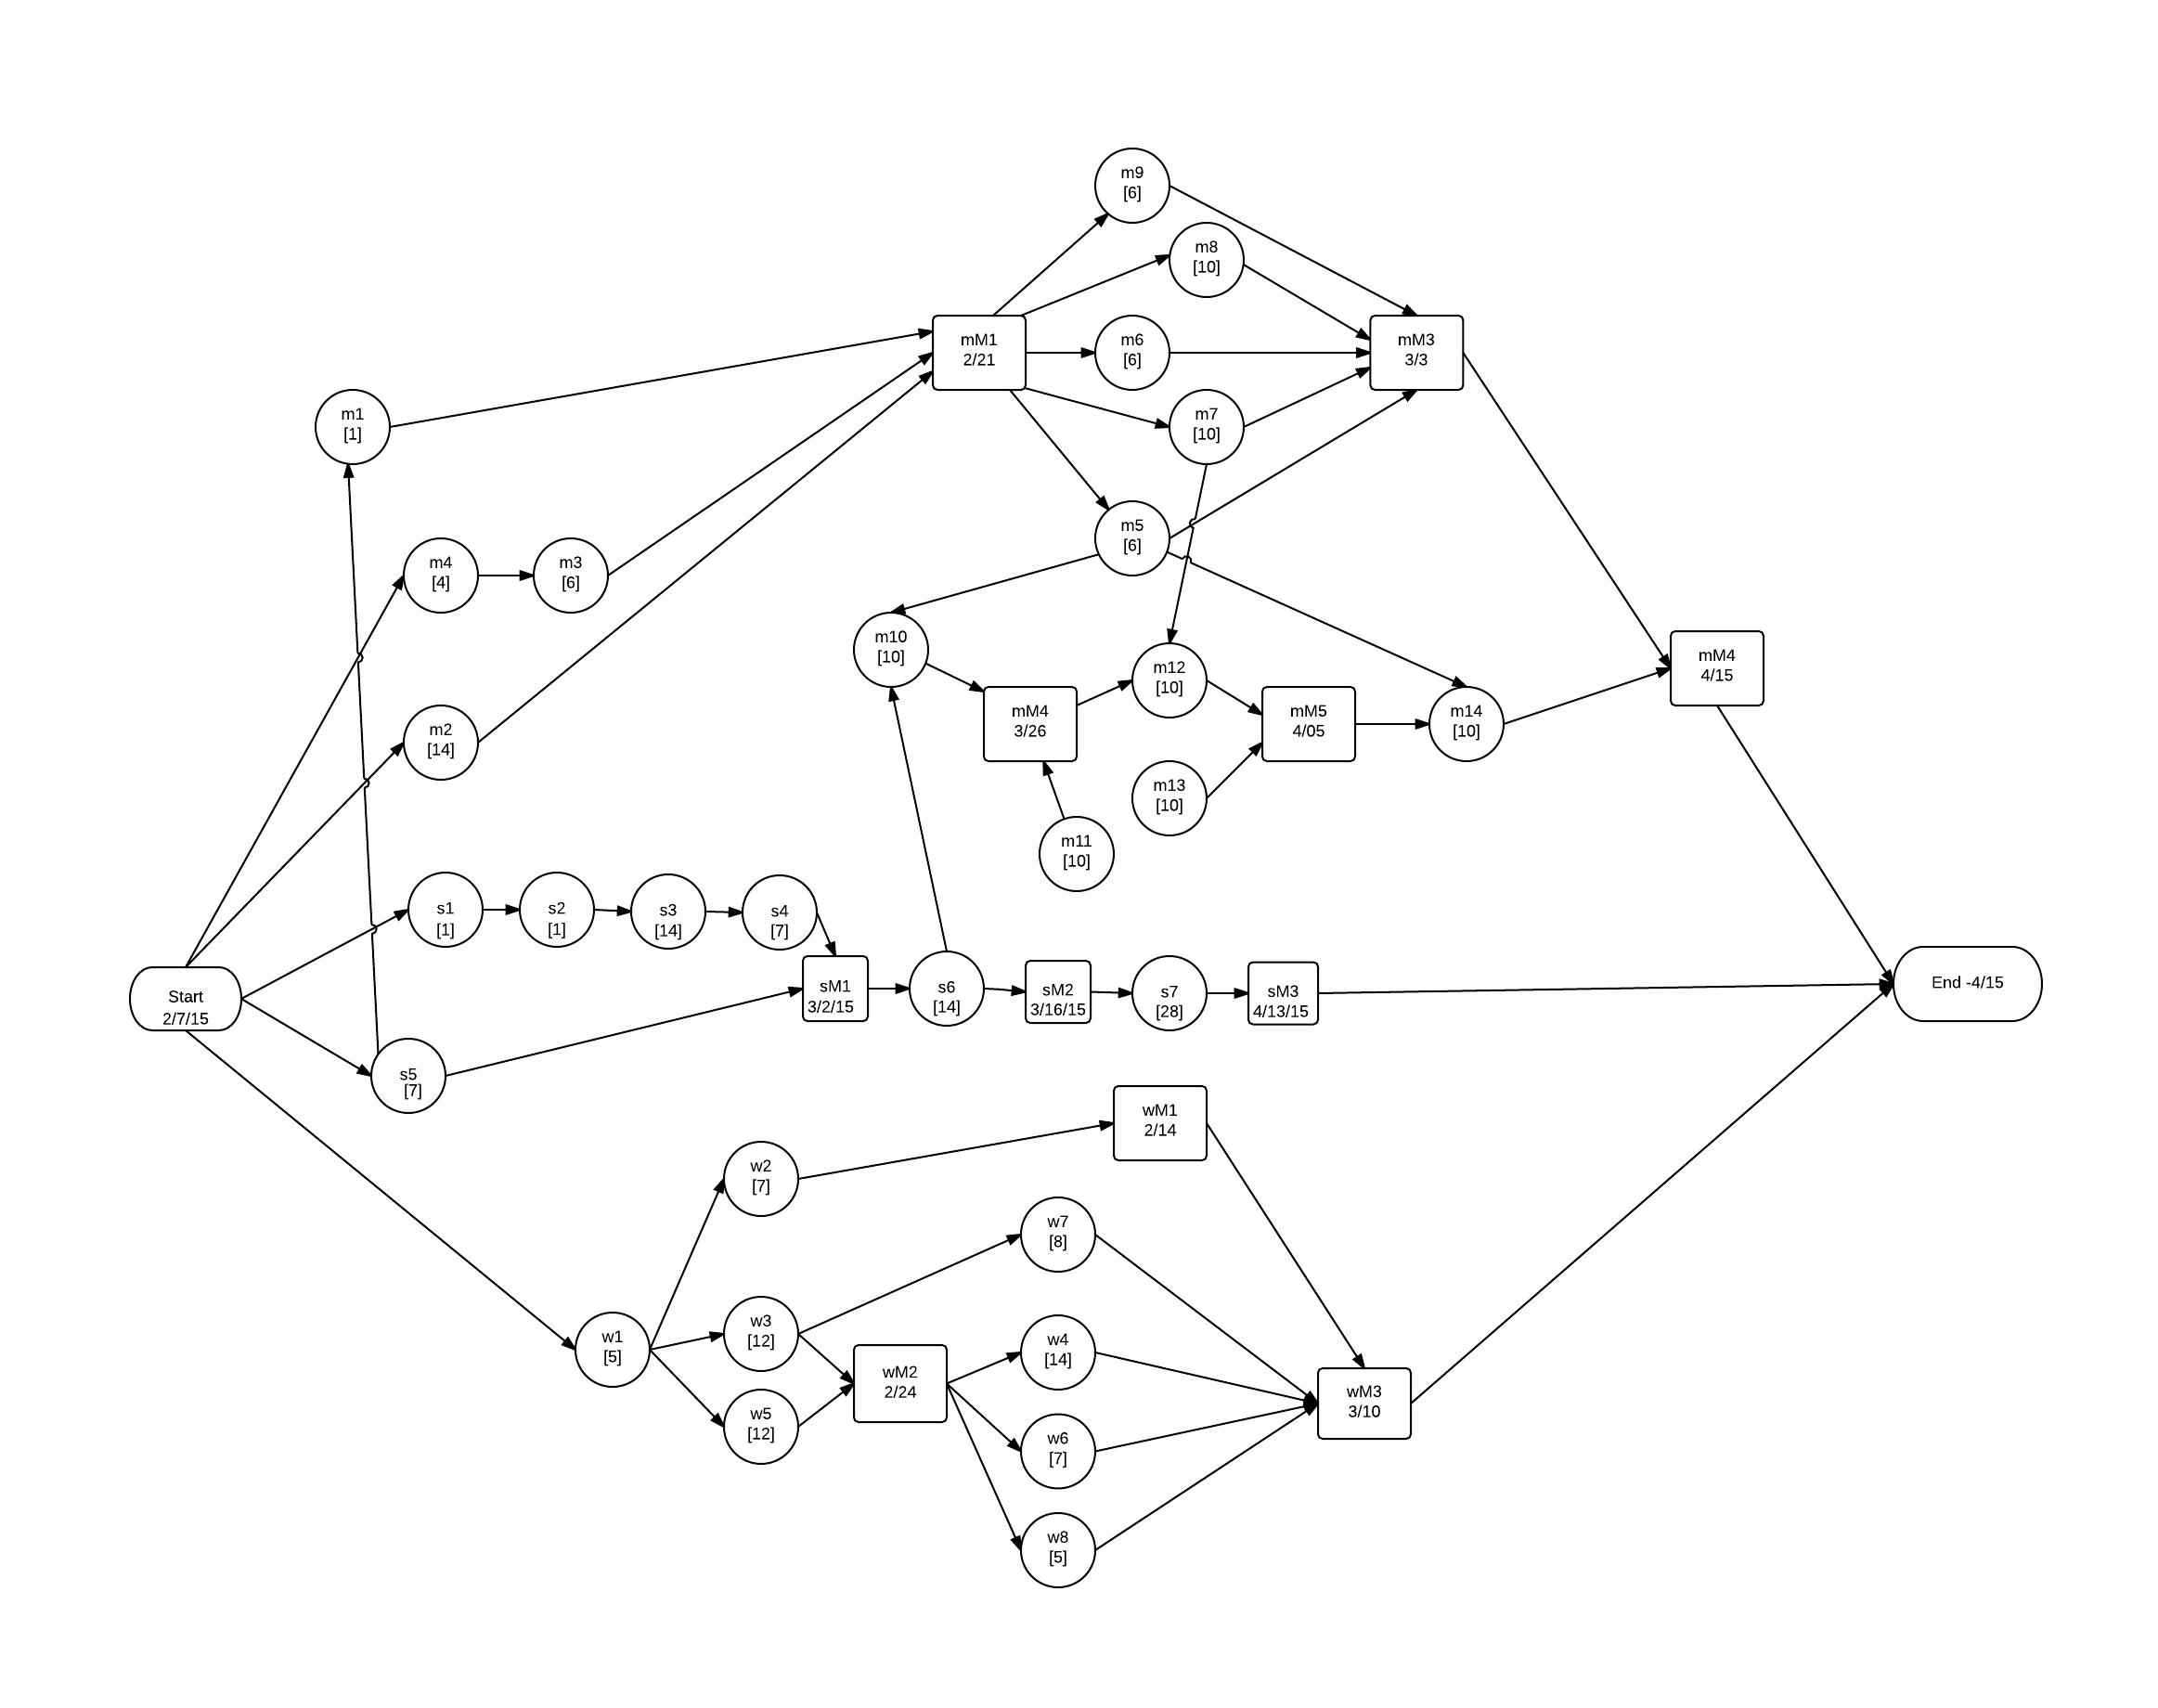 m9
[6]
m8
[10]
mM1
2/21
m6
[6]
mM3
3/3
m1
[1]
m7
[10]
m5
[6]
m4
[4]
m3
[6]
m10
[10]
m12
[10]
mM4
4/15
m2
[14]
mM4
3/26
mM5
4/05
m14
[10]
m13
[10]
m11
[10]
s1
[1]
s2
[1]
s3
[14]
s4
[7]
Start
2/7/15
sM1
3/2/15
s6
[14]
sM2
3/16/15
s7
[28]
sM3
4/13/15
End -4/15
s5
[7]
wM1
2/14
w2
[7]
w7
[8]
w1
[5]
w3
[12]
w4
[14]
wM2
2/24
wM3
3/10
w5
[12]
w6
[7]
w8
[5]